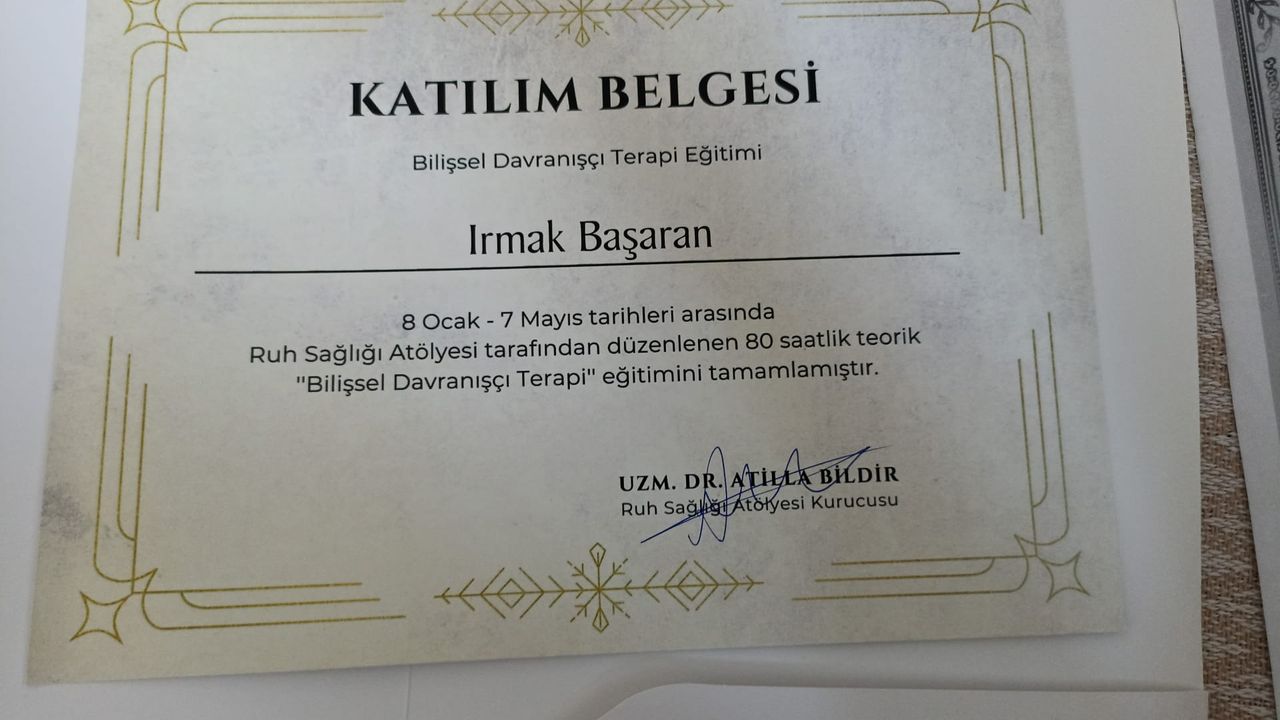 KATILIM BELGESİ
Bilişsel Davranışçı Terapi Eğitimi
Irmak Başaran
8 Ocak - 7 Mayıs tarihleri arasında
Ruh Sağlığı Atölyesi tarafından düzenlenen 80 saatlik teorik
"Bilişsel Davranışçı Terapi" eğitimini tamamlamıştır.
UZM. DR. ATİLLA BİLDİR
Ruh Sağlığı Atölyesi Kurucusu